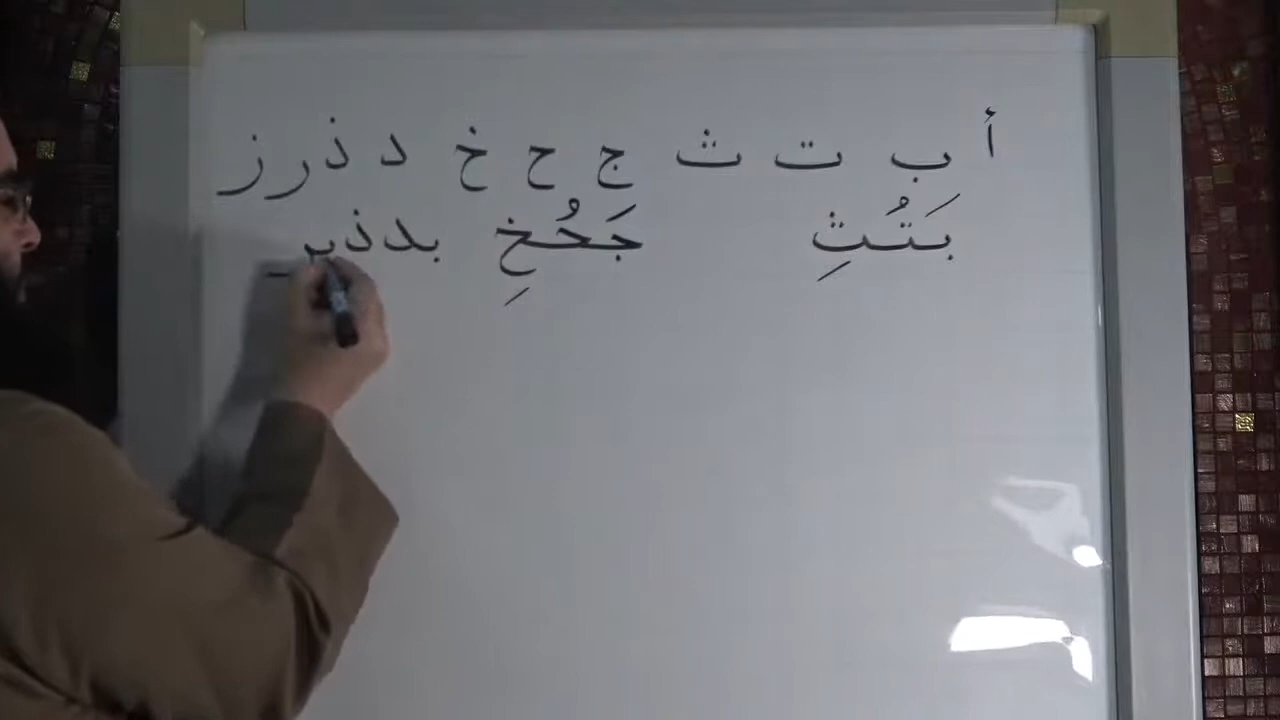 أ ب ت ث ج ح خ د ذ ر ز
بَتُثِ جَحُخِ بدذ